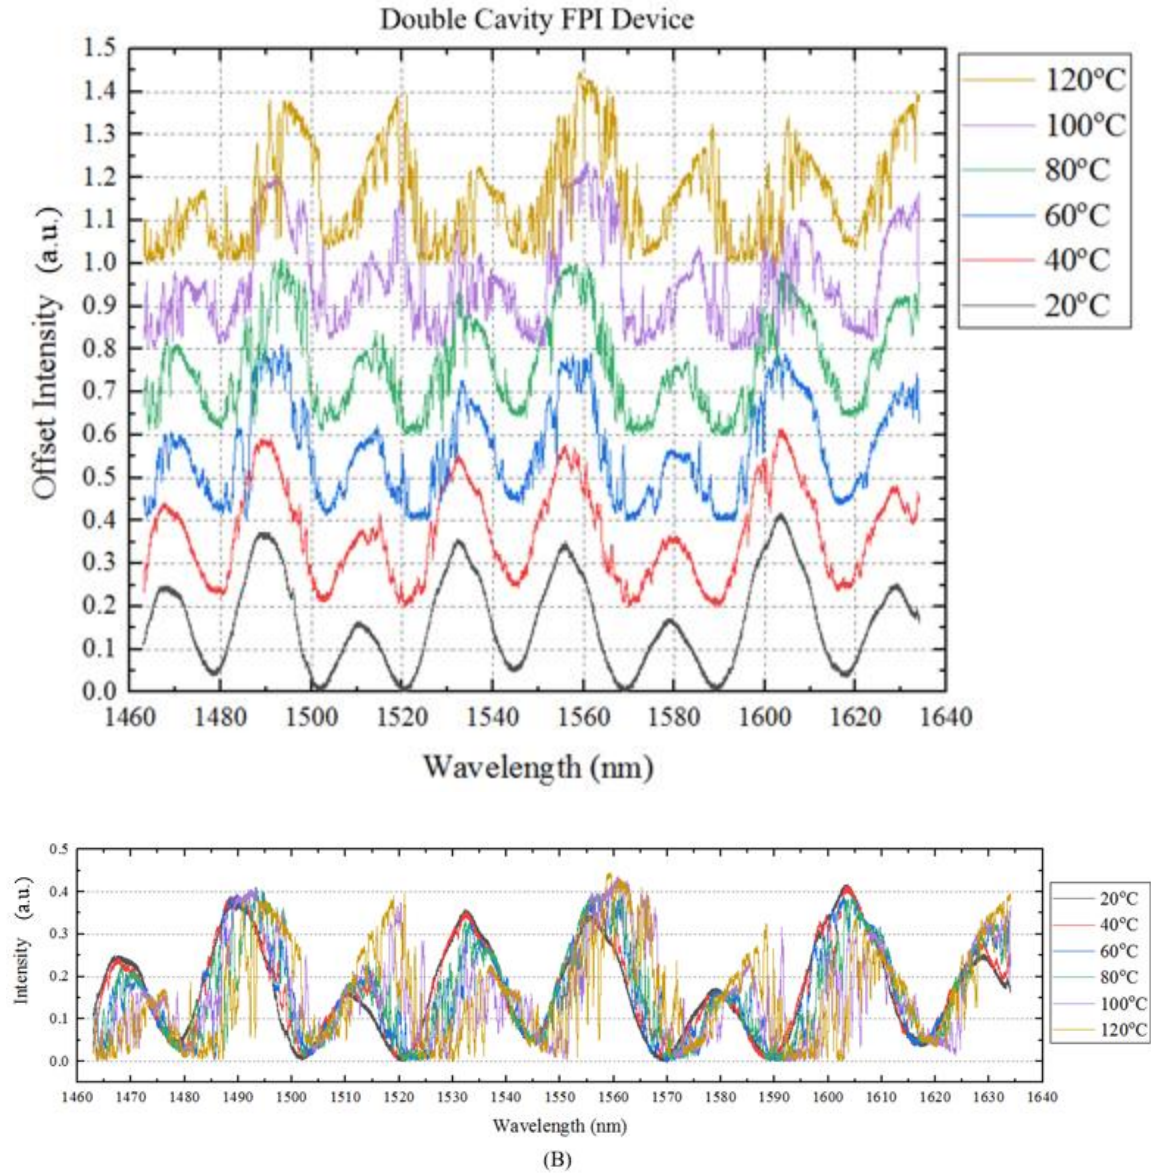 Double Cavity FPI Device
1.5
1.4
1.3
1.2
1.1
1.0
0.9
0.8
0.7
0.6
0.5
0.4
0.3
0.2
0.1
0.0
Offset Intensity (a.u.)
1460 1480 1500 1520 1540 1560 1580 1600 1620 1640
Wavelength (nm)
120°C
100°C
80°C
60°C
40°C
20°C
0.5
0.4
0.3
0.2
0.1
0.0
Intensity (a.u.)
1460 1470 1480 1490 1500 1510 1520 1530 1540 1550 1560 1570 1580 1590 1600 1610 1620 1630 1640
Wavelength (nm)
20°C
40°C
60°C
80°C
100°C
120°C
(B)